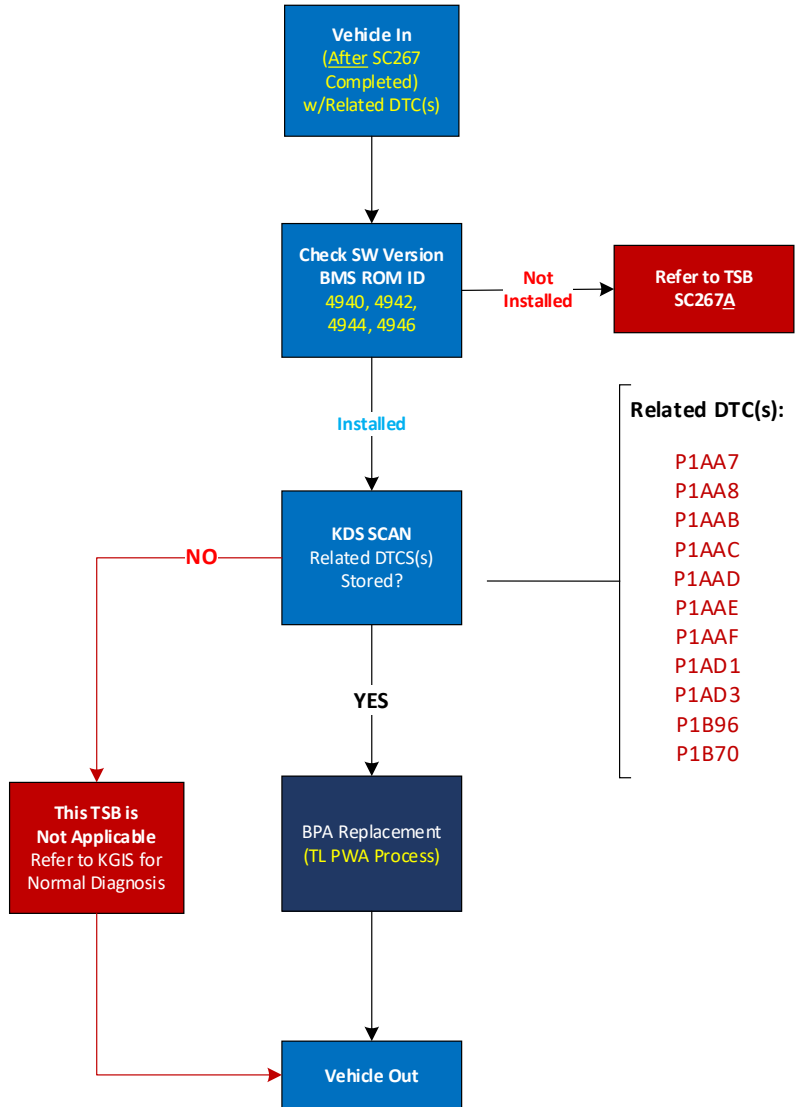 Vehicle In
(After SC267
Completed)
w/Related DTC(s)
Check SW Version
BMS ROM ID
4940, 4942,
4944, 4946
Not
Installed
Refer to TSB
SC267A
Installed
Related DTC(s):
P1AA7
P1AA8
P1AAB
P1AAC
P1AAD
P1AAE
P1AAF
P1AD1
P1AD3
P1B96
P1B70
KDS SCAN
Related DTCS(s)
Stored?
NO
YES
This TSB is
Not Applicable
Refer to KGIS for
Normal Diagnosis
BPA Replacement
(TL PWA Process)
Vehicle Out